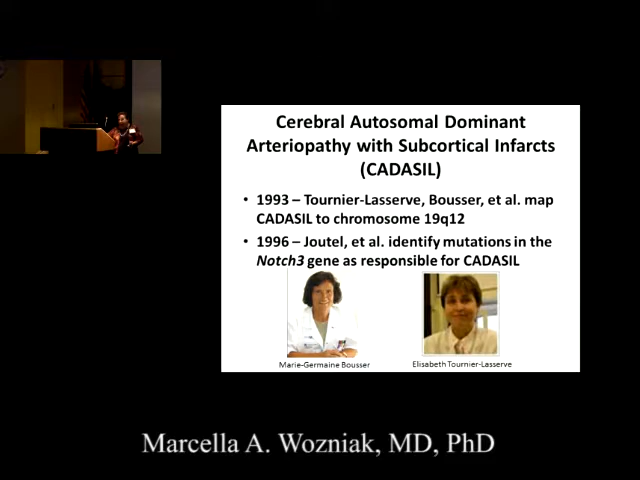 Cerebral Autosomal Dominant
Arteriopathy with Subcortical Infarcts
(CADASIL)
• 1993 – Tournier-Lasserve, Bousser, et al. map
CADASIL to chromosome 19q12
• 1996 – Joutel, et al. identify mutations in the
Notch3 gene as responsible for CADASIL
Marie-Germaine Bousser
Elisabeth Tournier-Lasserve
Marcella A. Wozniak, MD, PhD